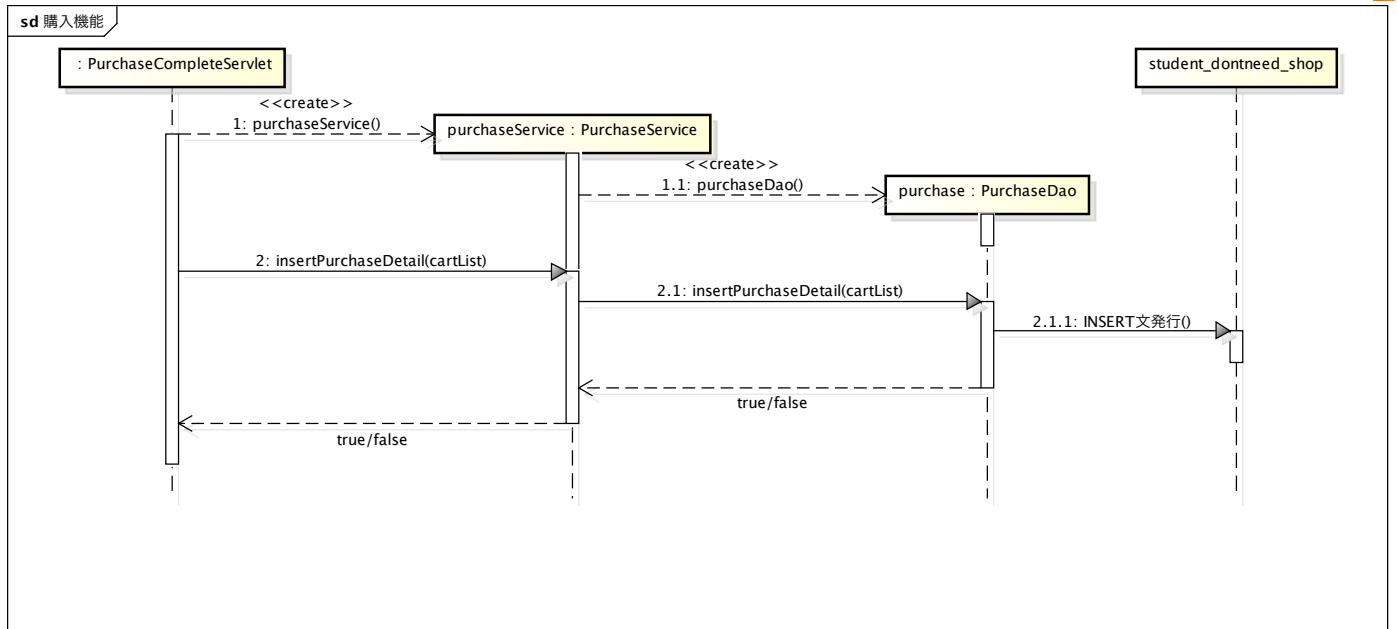 sd 購入機能
: PurchaseCompleteServlet
student_dontneed_shop
<<create>>
1: purchaseService()
purchaseService : PurchaseService
<<create>>
1.1: purchaseDao()
purchase : PurchaseDao
2: insertPurchaseDetail(cartList)
2.1: insertPurchaseDetail(cartList)
2.1.1: INSERT文発行()
true/false
true/false